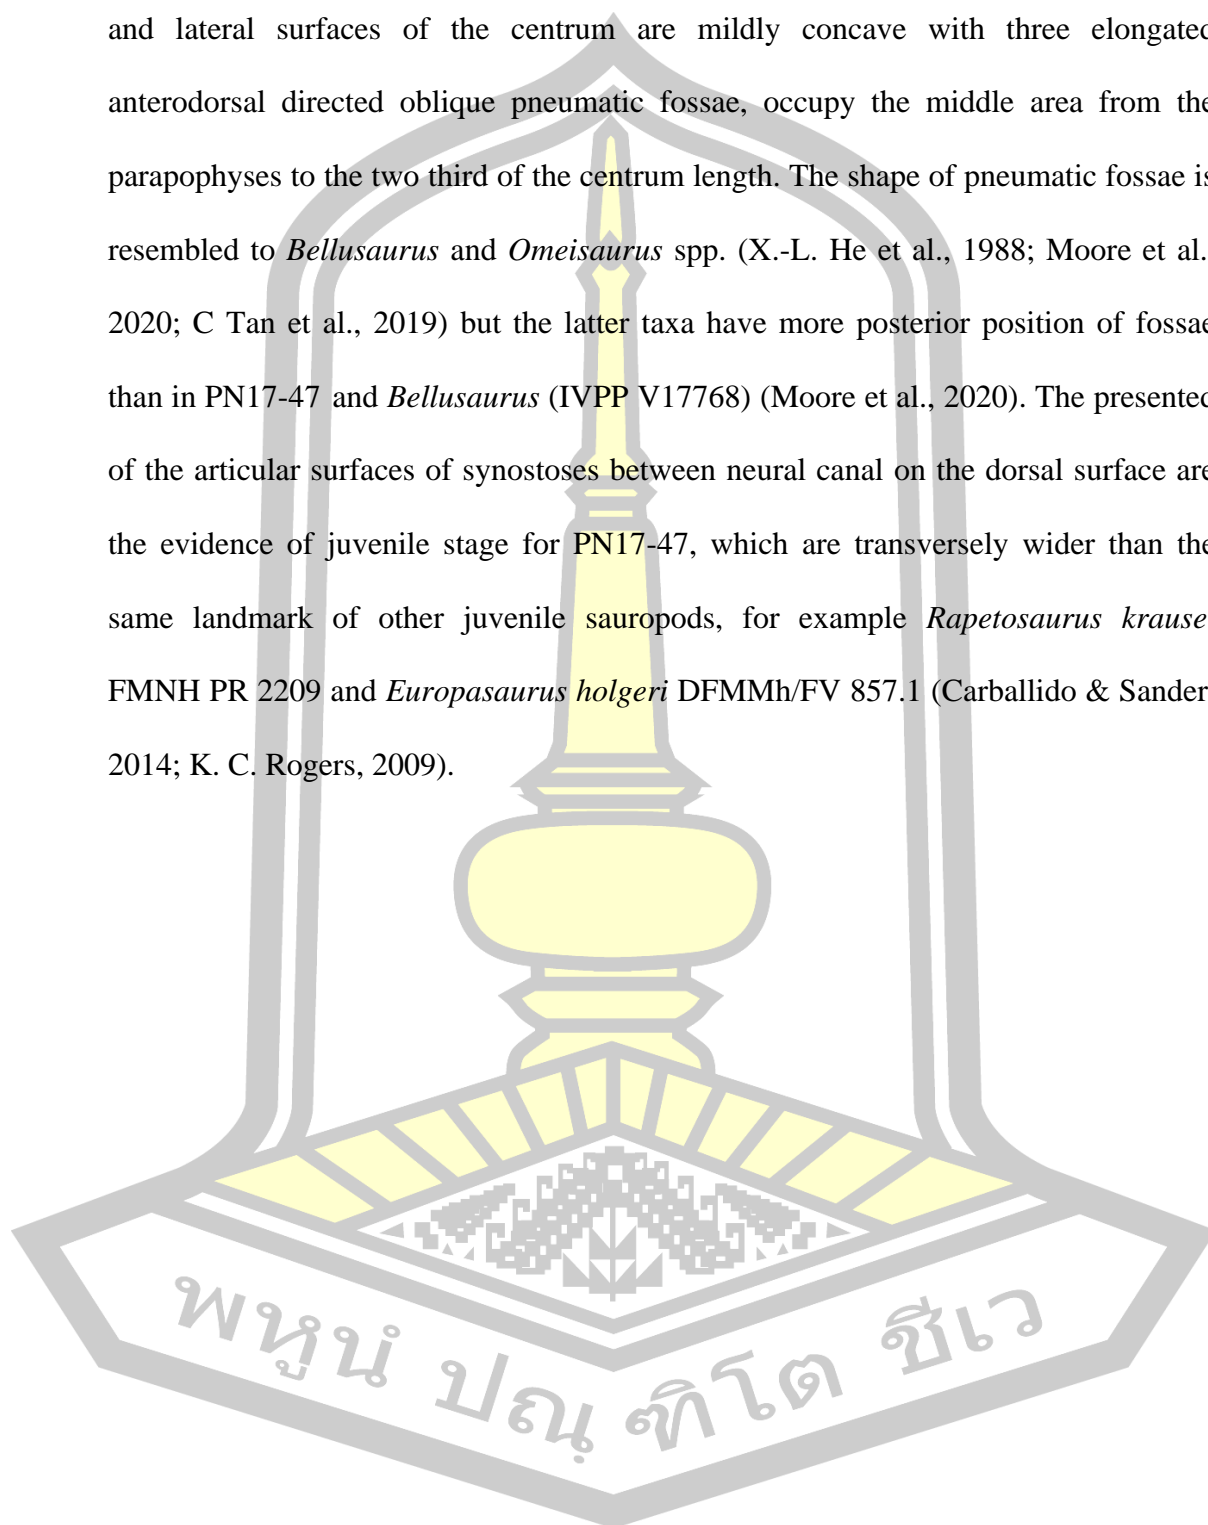 and lateral surfaces of the centrum are mildly concave with three elongated
anterodorsal directed oblique pneumatic fossae, occupy the middle area from the
parapophyses to the two third of the centrum length. The shape of pneumatic fossae is
resembled to Bellusaurus and Omeisaurus spp. (X.-L. He et al., 1988; Moore et al.
2020; C Tan et al., 2019) but the latter taxa have more posterior position of fossae
than in PN17-47 and Bellusaurus (IVPP V17768) (Moore et al., 2020). The presented
of the articular surfaces of synostoses between neural canal on the dorsal surface are
the evidence of juvenile stage for PN17-47, which are transversely wider than the
same landmark of other juvenile sauropods, for example Rapetosaurus krause
FMNH PR 2209 and Europasaurus holgeri DFMMh/FV 857.1 (Carballido & Sander
2014; K. C. Rogers, 2009).
พหูนํ ปณฺฑิโต ชีเว